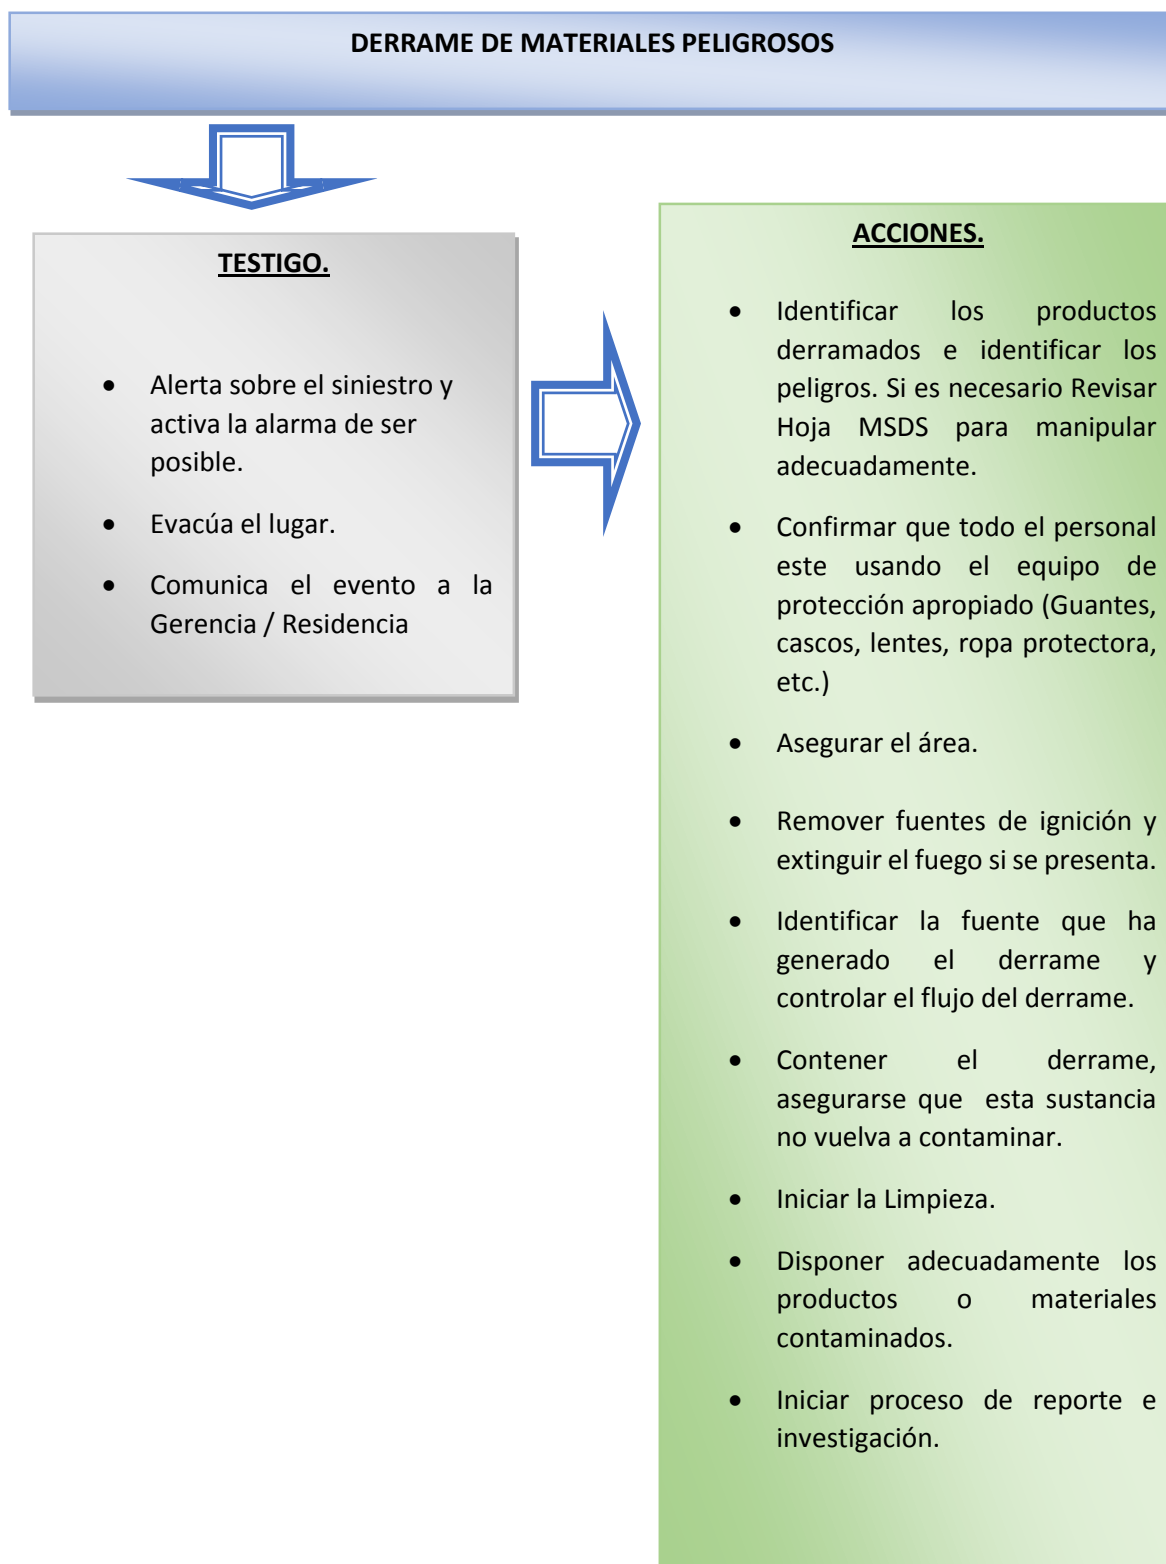 DERRAME DE MATERIALES PELIGROSOS
TESTIGO.
• Alerta sobre el siniestro y
activa la alarma de ser
posible.
• Evacúa el lugar.
• Comunica el evento a la
Gerencia / Residencia
ACCIONES.
• Identificar los productos
derramados e identificar los
peligros. Si es necesario Revisar
Hoja MSDS para manipular
adecuadamente.
• Confirmar que todo el personal
este usando el equipo de
protección apropiado (Guantes,
cascos, lentes, ropa protectora,
etc.)
• Asegurar el área.
• Remover fuentes de ignición y
extinguir el fuego si se presenta.
• Identificar la fuente que ha
generado el derrame y
controlar el flujo del derrame.
• Contener el derrame,
asegurarse que esta sustancia
no vuelva a contaminar.
• Iniciar la Limpieza.
• Disponer adecuadamente los
productos o materiales
contaminados.
• Iniciar proceso de reporte e
investigación.